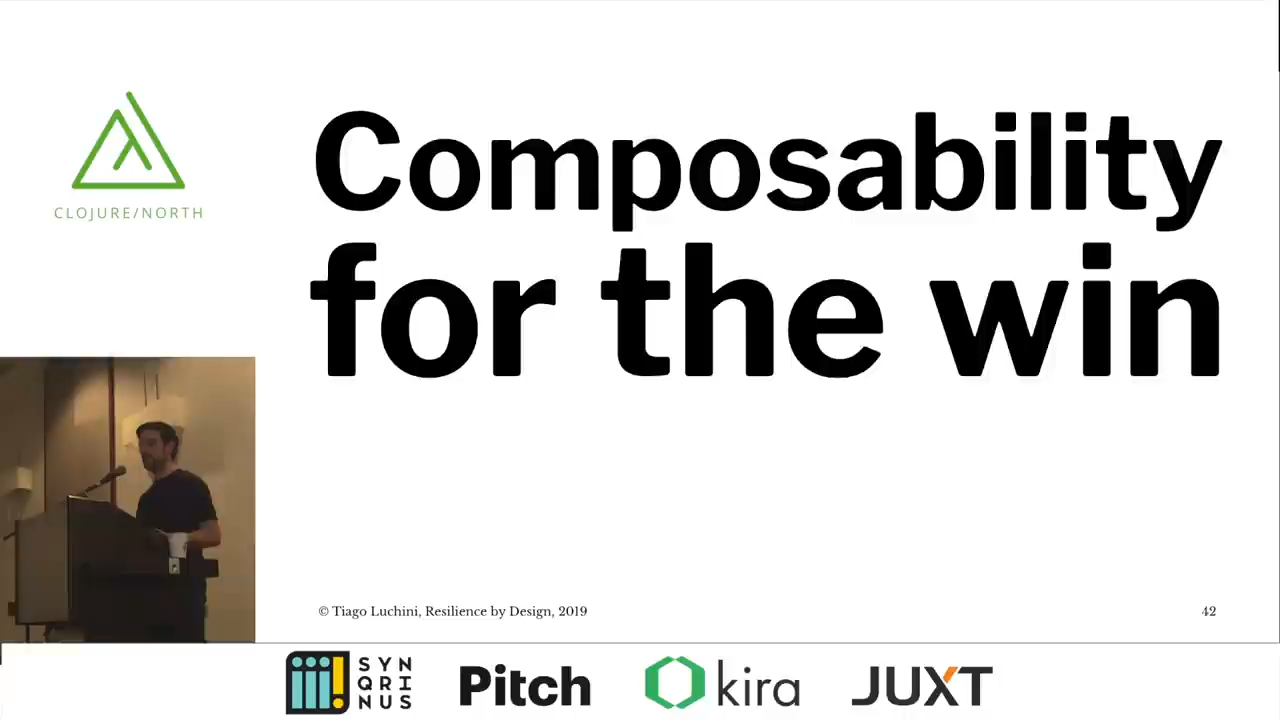 CLOJURE/NORTH
Composability
for the win
© Tiago Luchini, Resilience by Design, 2019
42
SYN
QRI
NUS
Pitch
kira
JUXT